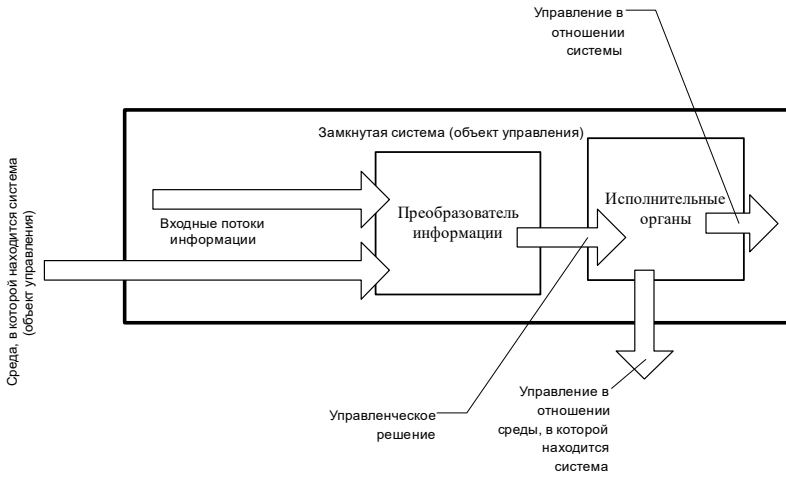 Управление в
отношении
системы
Замкнутая система (объект управления)
Среда, в которой находится система
(объект управления)
Входные потоки
информации
Преобразователь
информации
Исполнительные
органы
Управленческое
решение
Управление в
отношении
среды, в которой
находится
система